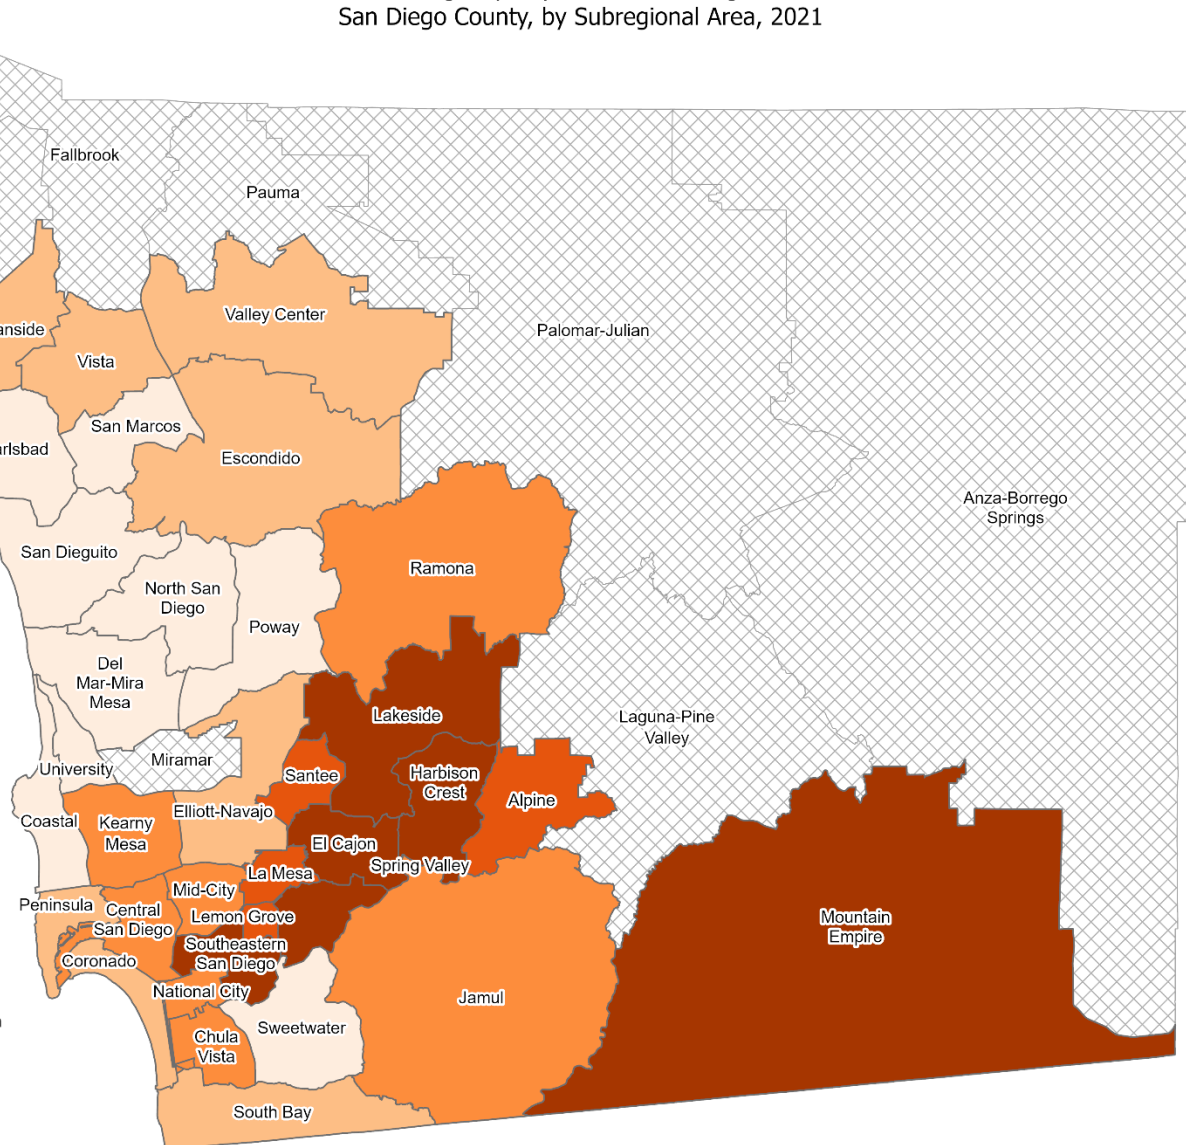 San Diego County, by Subregional Area, 2021
Fallbrook
Pauma
Valley Center
Palomar-Julian
anside
Vista
San Marcos
arlsbad
Escondido
Anza-Borrego
Springs
San Dieguito
Ramona
North San
Diego
Poway
Del
Mar-Mira
Mesa
Lakeside
Laguna-Pine
Valley
Miramar
University
Santee
Harbison
Crest
Alpine
Elliott-Navajo
Coastal
Kearny
Mesa
El Cajon
Spring Valley
La Mesa
Mid-City
Peninsula
Central
San Diego
Lemon Grove
Mountain
Empire
Southeastern
San Diego
Coronado
National City
Jamul
Sweetwater
Chula
Vista
South Bay